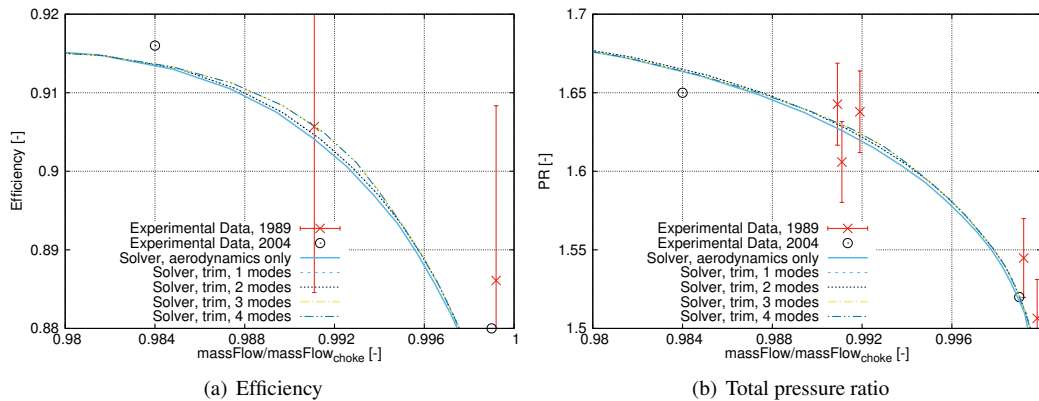 0.92
0.91
0.9
0.89
0.88
Efficiency [-]
Experimental Data, 1989
Experimental Data, 2004
Solver, aerodynamics only
Solver, trim, 1 modes
Solver, trim, 2 modes
Solver, trim, 3 modes
Solver, trim, 4 modes
0.98 0.984 0.988 0.992 0.996 1
massFlow/massFlow_choke [-]
(a) Efficiency
1.7
1.65
1.6
1.55
1.5
PR [-]
Experimental Data, 1989
Experimental Data, 2004
Solver, aerodynamics only
Solver, trim, 1 modes
Solver, trim, 2 modes
Solver, trim, 3 modes
Solver, trim, 4 modes
0.98 0.984 0.988 0.992 0.996
massFlow/massFlow_choke [-]
(b) Total pressure ratio